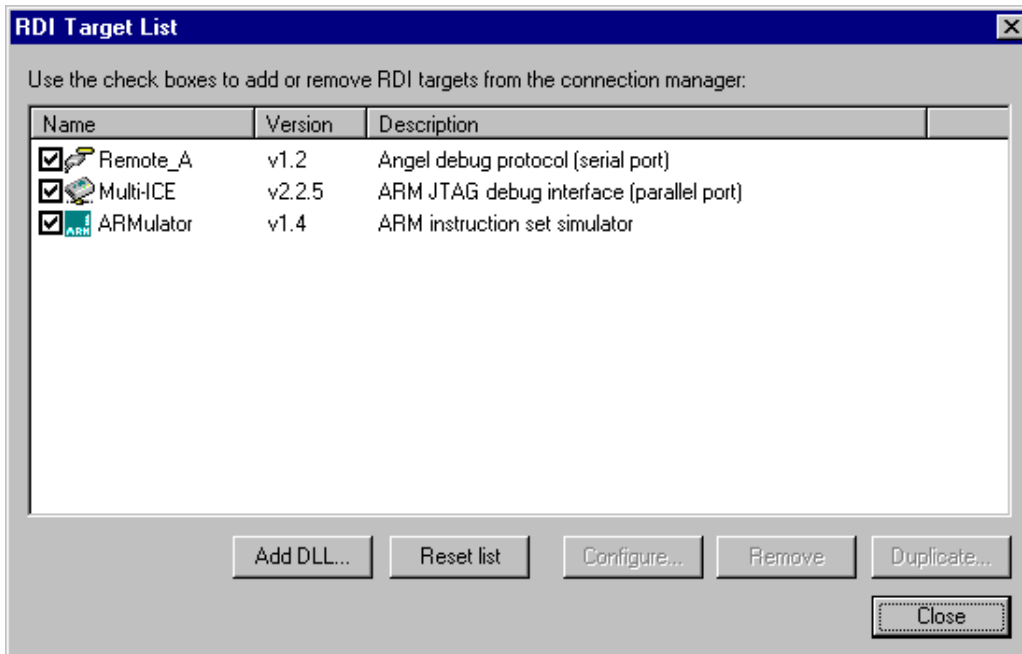 RDI Target List
Use the check boxes to add or remove RDI targets from the connection manager:
Name Version Description
Remote_A v1.2 Angel debug protocol (serial port)
Multi-ICE v2.2.5 ARM JTAG debug interface (parallel port)
ARM ARMulator v1.4 ARM instruction set simulator
Add DLL... Reset list Configure... Remove Duplicate...
Close